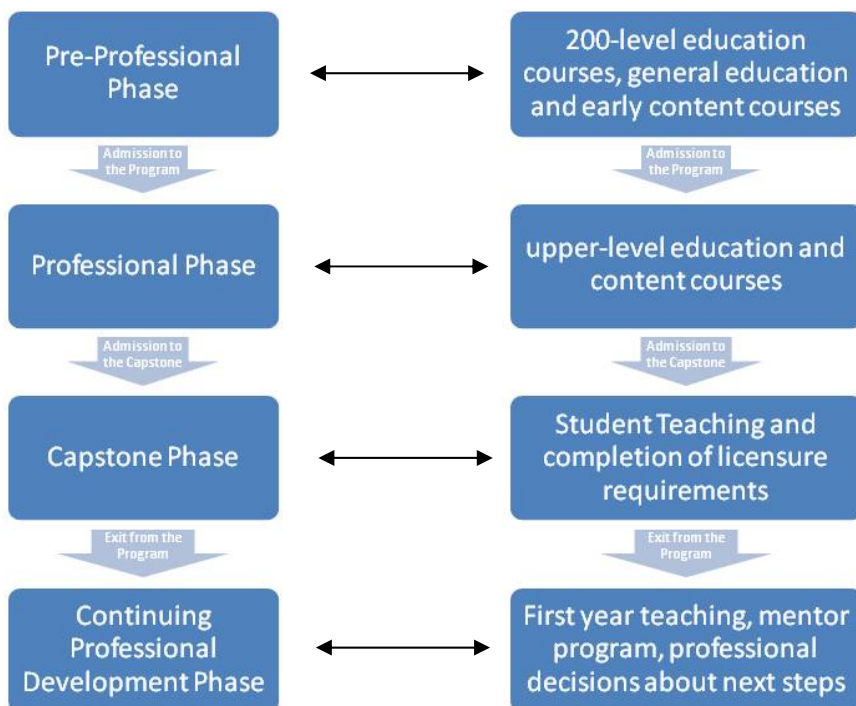 Pre-Professional
Phase
200-level education
courses, general education
and early content courses
Admission to
the Program
Admission to
the Program
Professional Phase
upper-level education and
content courses
Admission to
the Capstone
Admission to
the Capstone
Capstone Phase
Student Teaching and
completion of licensure
requirements
Exit from the
Program
Exit from the
Program
Continuing
Professional
Development Phase
First year teaching, mentor
program, professional
decisions about next steps